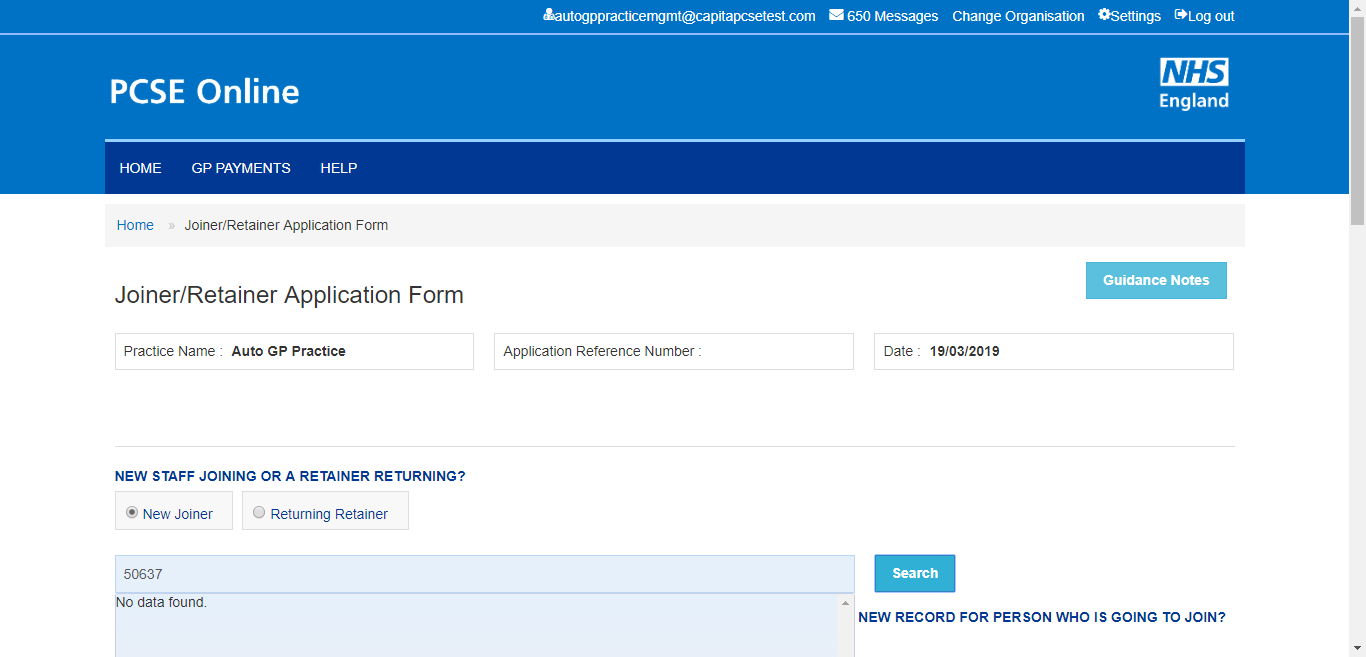 autogppracticemgmt@capitapcsetest.com 650 Messages Change Organisation Settings Log out
PCSE Online
NHS
England
HOME GP PAYMENTS HELP
Home » Joiner/Retainer Application Form
Guidance Notes
Joiner/Retainer Application Form
Practice Name : Auto GP Practice Application Reference Number : Date : 19/03/2019
NEW STAFF JOINING OR A RETAINER RETURNING?
New Joiner Returning Retainer
50637 Search
No data found.
NEW RECORD FOR PERSON WHO IS GOING TO JOIN?